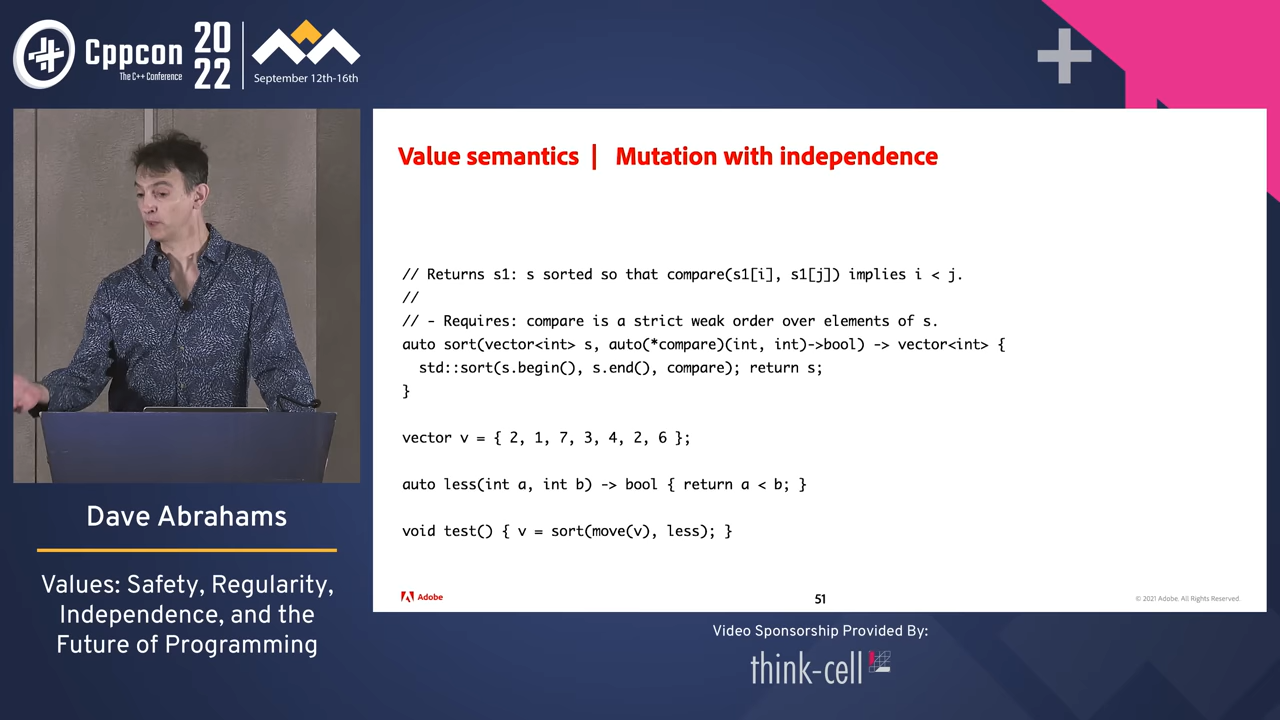 Cppcon
The C++ Conference
20
22
September 12th-16th
Value semantics | Mutation with independence
// Returns s1: s sorted so that compare(s1[i], s1[j]) implies i < j.
//
// - Requires: compare is a strict weak order over elements of s.
auto sort(vector<int> s, auto(*compare)(int, int)->bool) -> vector<int> {
  std::sort(s.begin(), s.end(), compare); return s;
}
vector v = { 2, 1, 7, 3, 4, 2, 6 };
auto less(int a, int b) -> bool { return a < b; }
void test() { v = sort(move(v), less); }
Adobe
51
© 2021 Adobe. All Rights Reserved.
Dave Abrahams
Values: Safety, Regularity,
Independence, and the
Future of Programming
Video Sponsorship Provided By:
think-cell